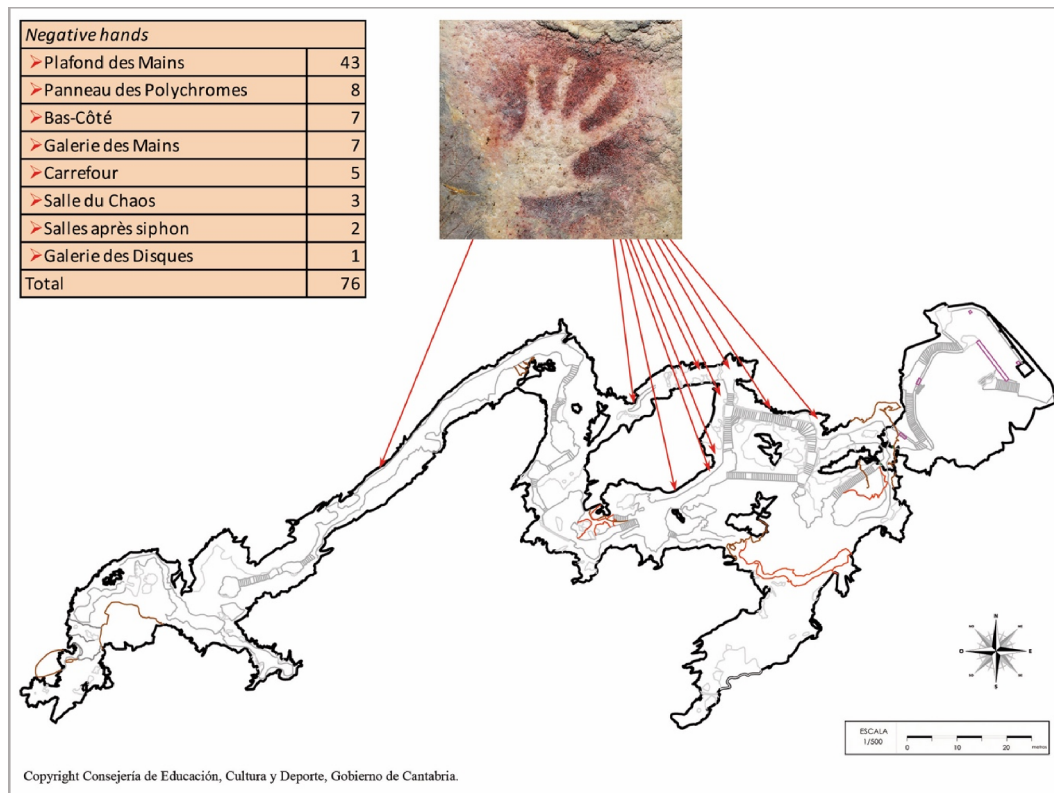 Negative hands
➢Plafond des Mains 43
➢Panneau des Polychromes 8
➢Bas-Côté 7
➢Galerie des Mains 7
➢Carrefour 5
➢Salle du Chaos 3
➢Salles après siphon 2
➢Galerie des Disques 1
Total 76
N
O E
S
ESCALA
1/500
0 10 20 metros
Copyright Consejería de Educación, Cultura y Deporte, Gobierno de Cantabria.